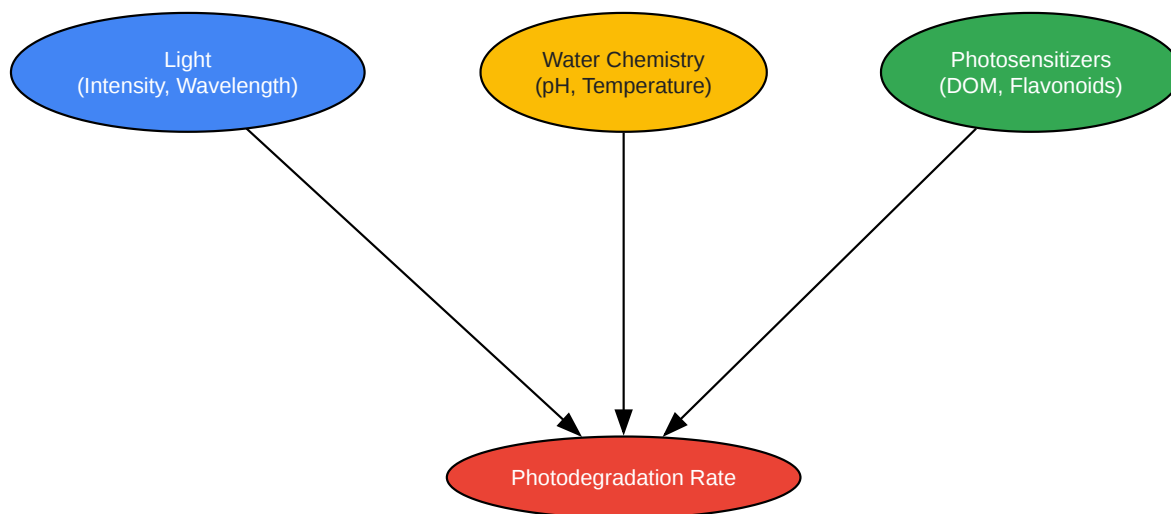 Light
(Intensity, Wavelength)
Water Chemistry
(pH, Temperature)
Photosensitizers
(DOM, Flavonoids)
Photodegradation Rate